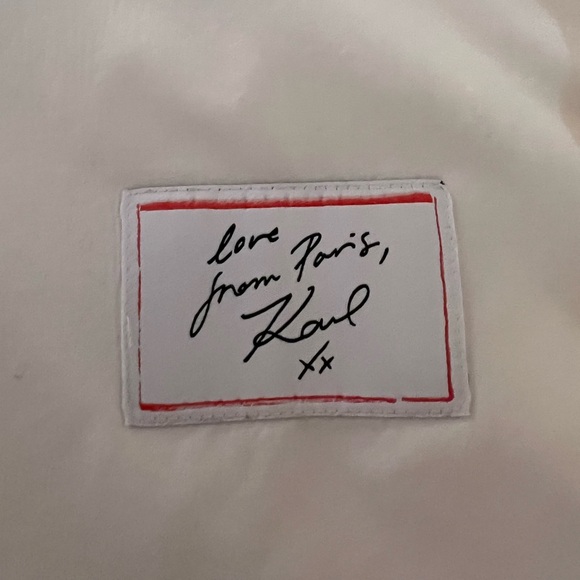 love
from Paris,
Karl
xx